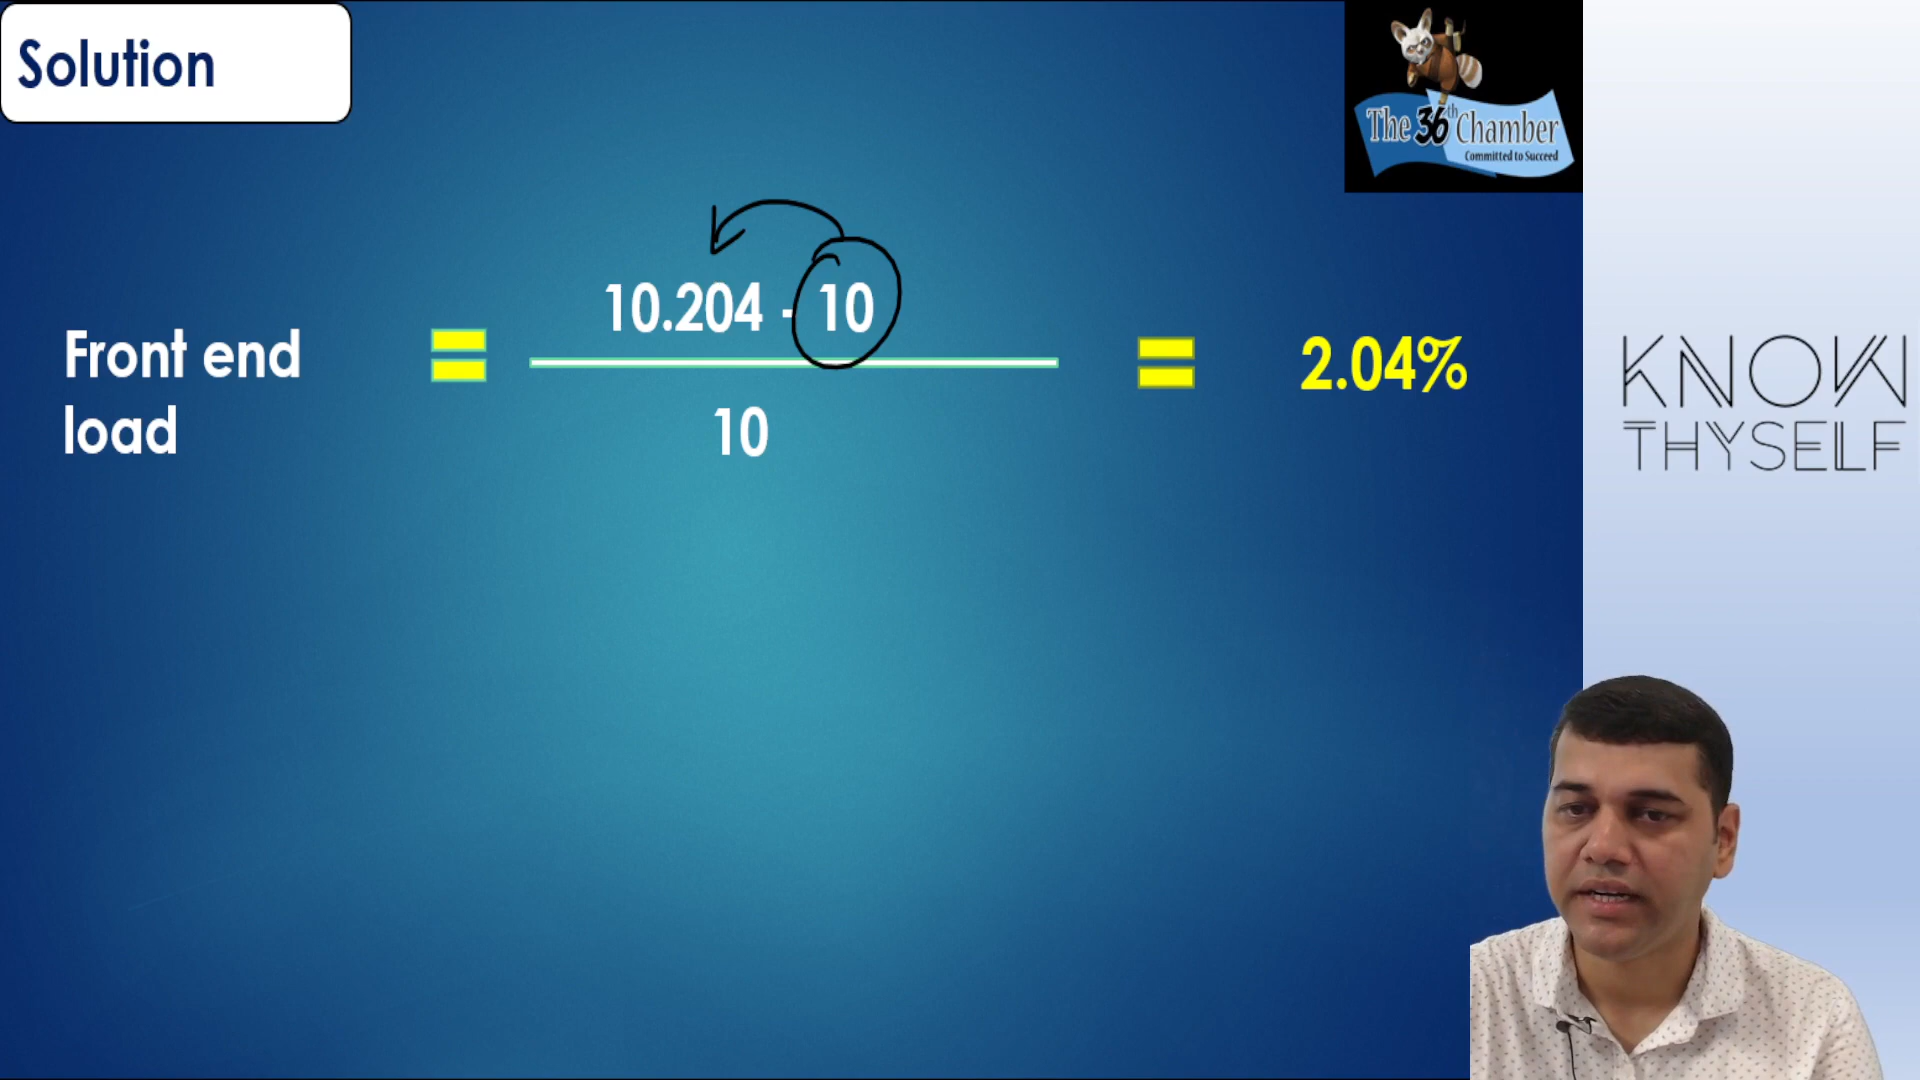 Solution
The 36th Chamber
Committed to Succeed
10.204 - 10
Front end
load
=
10
=
2.04%
KNOW
THYSELF